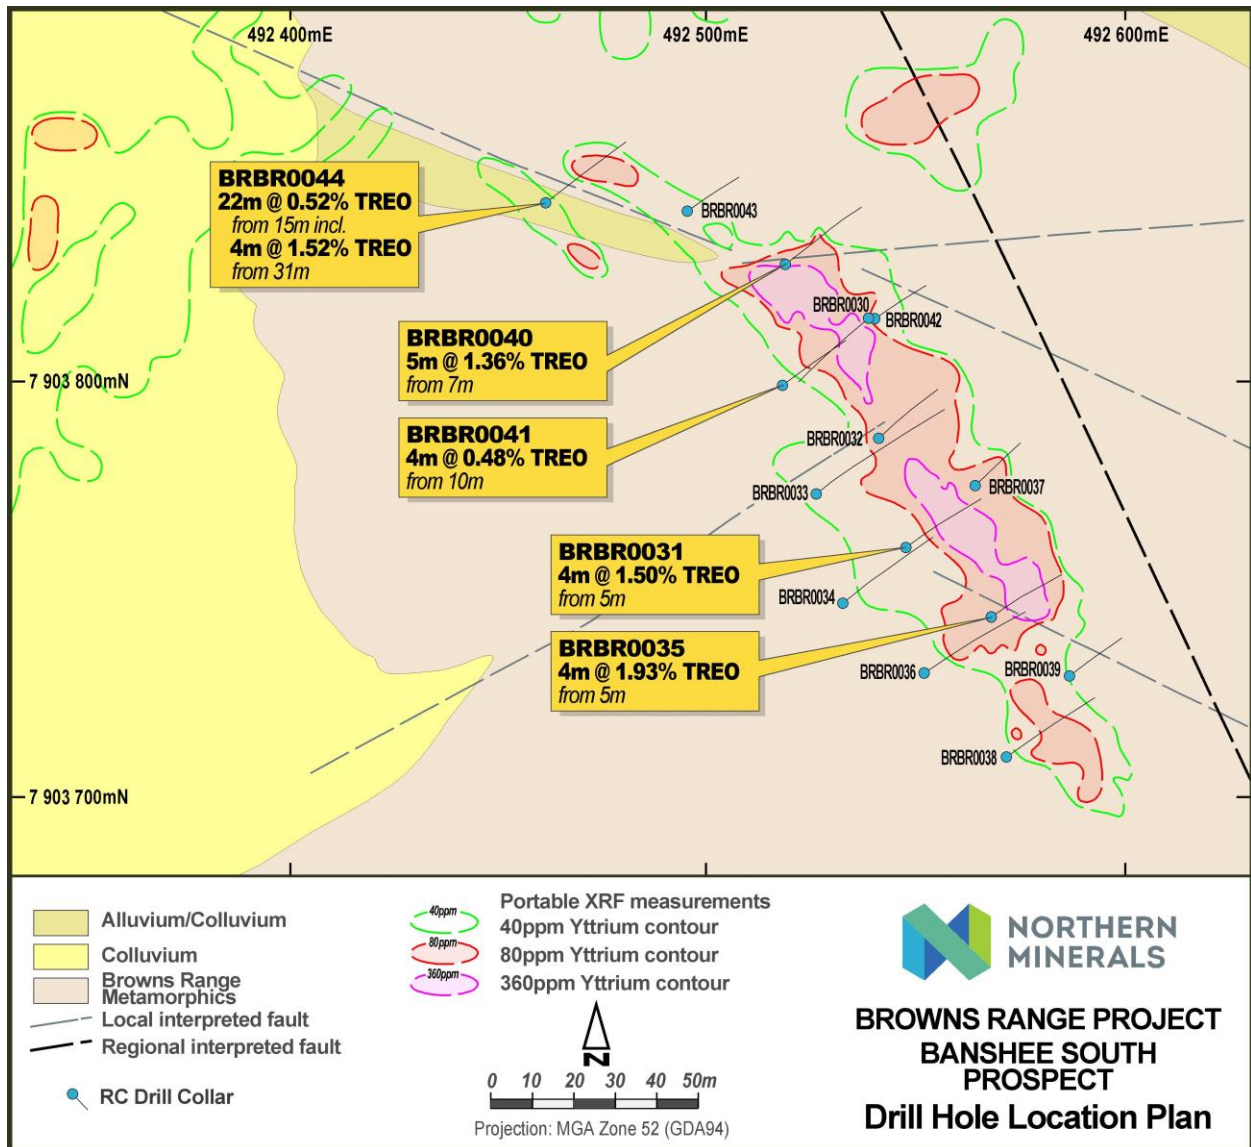 492 400mE
492 500mE
492 600mE
BRBR0044
22m @ 0.52% TREO
from 15m incl.
4m @ 1.52% TREO
from 31m
BRBR0043
BRBR0040
5m @ 1.36% TREO
from 7m
BRBR0030
BRBR0042
7 903 800mN
BRBR0041
4m @ 0.48% TREO
from 10m
BRBR0032
BRBR0033
BRBR0037
BRBR0031
4m @ 1.50% TREO
from 5m
BRBR0034
BRBR0035
4m @ 1.93% TREO
from 5m
BRBR0036
BRBR0039
BRBR0038
7 903 700mN
Alluvium/Colluvium
Colluvium
Browns Range
Metamorphics
Local interpreted fault
Regional interpreted fault
RC Drill Collar
Portable XRF measurements
40ppm
40ppm Yttrium contour
80ppm
80ppm Yttrium contour
360ppm
360ppm Yttrium contour
N
0 10 20 30 40 50m
Projection: MGA Zone 52 (GDA94)
NORTHERN
MINERALS
BROWNS RANGE PROJECT
BANSHEE SOUTH
PROSPECT
Drill Hole Location Plan